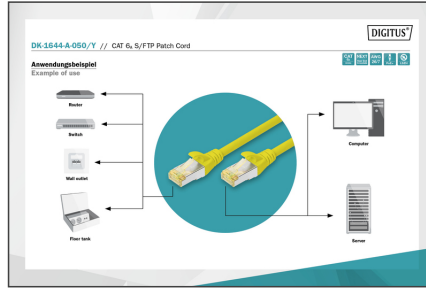 DIGITUS®
DK-1644-A-050/Y // CAT 6A S/FTP Patch Cord
Anwendungsbeispiel
Example of use
Router
Switch
Wall outlet
Floor tank
Computer
Server